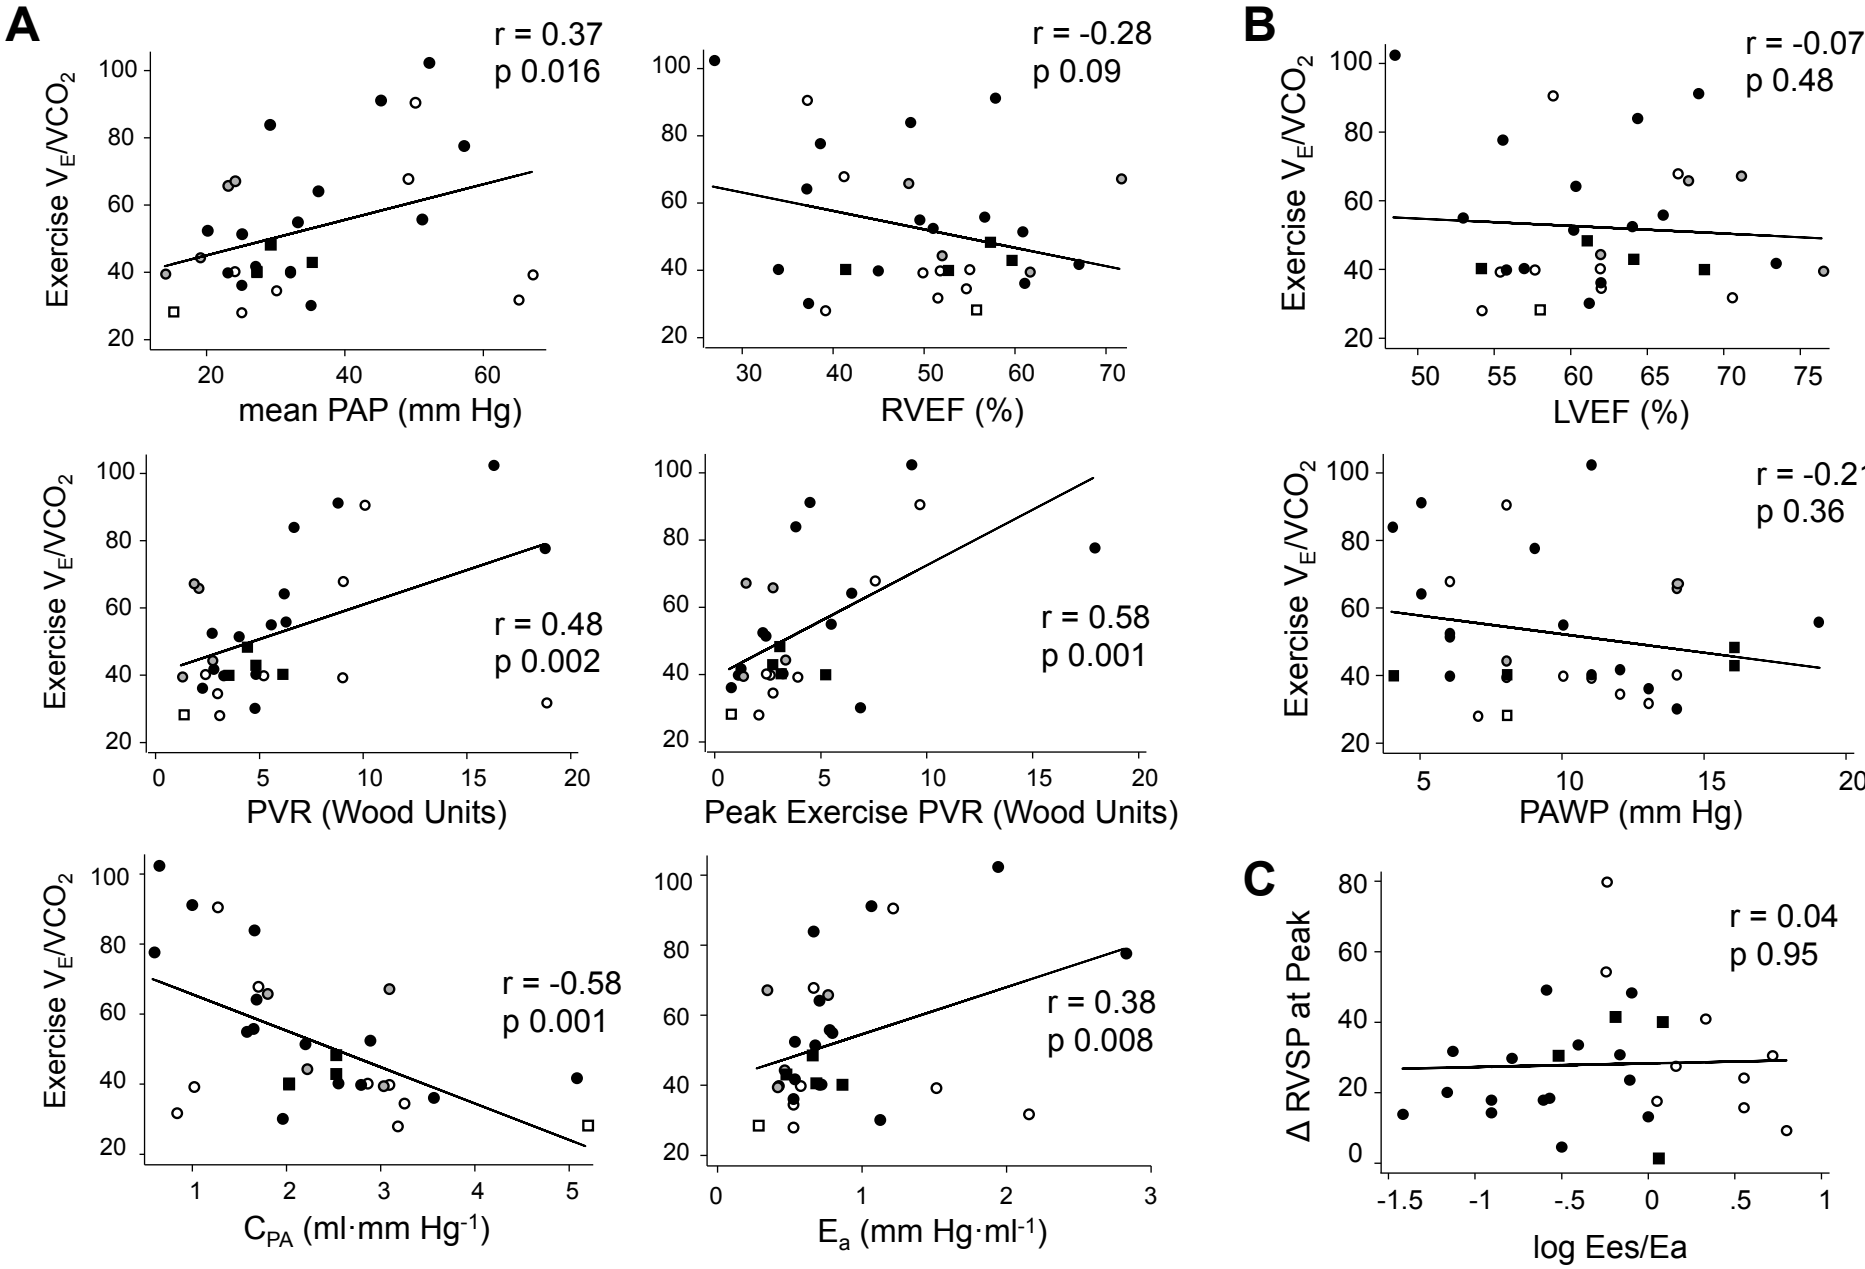 A
r = 0.37
p 0.016
Exercise VE/VCO2
100
80
60
40
20
20 40 60
mean PAP (mm Hg)
r = -0.28
p 0.09
100
80
60
40
20
30 40 50 60 70
RVEF (%)
B
r = -0.07
p 0.48
Exercise VE/VCO2
100
80
60
40
20
50 55 60 65 70 75
LVEF (%)
Exercise VE/VCO2
100
80
60
40
20
r = 0.48
p 0.002
0 5 10 15 20
PVR (Wood Units)
100
80
60
40
20
r = 0.58
p 0.001
0 5 10 15 20
Peak Exercise PVR (Wood Units)
r = -0.21
p 0.36
Exercise VE/VCO2
100
80
60
40
20
5 10 15 20
PAWP (mm Hg)
Exercise VE/VCO2
100
80
60
40
20
r = -0.58
p 0.001
1 2 3 4 5
CPA (ml·mm Hg-1)
100
80
60
40
20
r = 0.38
p 0.008
0 1 2 3
Ea (mm Hg·ml-1)
C
Δ RVSP at Peak
80
60
40
20
0
r = 0.04
p 0.95
-1.5 -1 -.5 0 .5 1
log Ees/Ea